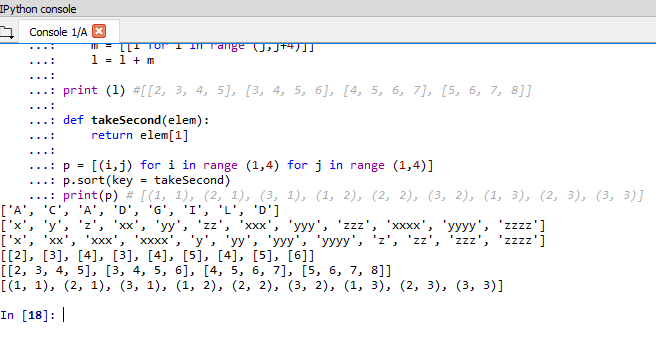 IPython console
Console 1/A
...:     m = [[i for i in range (j,j+4)]]
...:     l = l + m
...:
...: print (l) #[[2, 3, 4, 5], [3, 4, 5, 6], [4, 5, 6, 7], [5, 6, 7, 8]]
...:
...: def takeSecond(elem):
...:     return elem[1]
...:
...: p = [(i,j) for i in range (1,4) for j in range (1,4)]
...: p.sort(key = takeSecond)
...: print(p) # [(1, 1), (2, 1), (3, 1), (1, 2), (2, 2), (3, 2), (1, 3), (2, 3), (3, 3)]
['A', 'C', 'A', 'D', 'G', 'I', 'L', 'D']
['x', 'y', 'z', 'xx', 'yy', 'zz', 'xxx', 'yyy', 'zzz', 'xxxx', 'yyyy', 'zzzz']
['x', 'xx', 'xxx', 'xxxx', 'y', 'yy', 'yyy', 'yyyy', 'z', 'zz', 'zzz', 'zzzz']
[[2], [3], [4], [3], [4], [5], [4], [5], [6]]
[[2, 3, 4, 5], [3, 4, 5, 6], [4, 5, 6, 7], [5, 6, 7, 8]]
[(1, 1), (2, 1), (3, 1), (1, 2), (2, 2), (3, 2), (1, 3), (2, 3), (3, 3)]
In [18]: